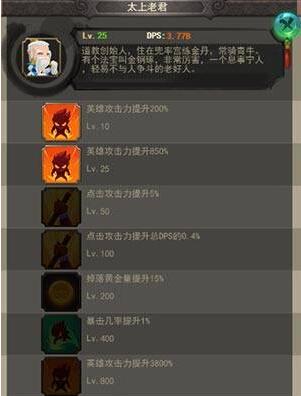 太上老君
Lv.25 DPS:3.77B
道教创始人，住在兜率宫练金丹，常骑青牛。
有个法宝叫金钢琢，非常厉害，一个息事宁人
，轻易不与人争斗的老好人。
英雄攻击力提升200%
Lv.10
英雄攻击力提升850%
Lv.25
点击攻击力提升5%
Lv.50
点击攻击力提升总DPS的0.4%
Lv.100
掉落黄金量提升15%
Lv.200
暴击几率提升1%
Lv.400
英雄攻击力提升3800%
Lv.800